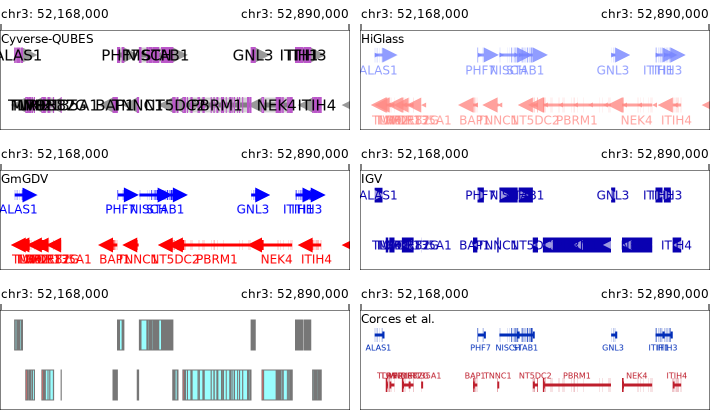 chr3: 52,168,000 chr3: 52,890,000 chr3: 52,168,000 chr3: 52,890,000
Cyverse-QUBES HiGlass
ALAS1 GNL3
ALAS1 PHF7 NISCH STAB1 GNL3 ITIH3
BAP1 TNNC1 NT5DC2 PBRM1 NEK4 ITIH4
BAP1 TNNC1 NT5DC2 PBRM1 NEK4 ITIH4
chr3: 52,168,000 chr3: 52,890,000 chr3: 52,168,000 chr3: 52,890,000
GmGDV IGV
ALAS1 PHF7 NISCH STAB1 GNL3 ITIH3
ALAS1 PHF7 GNL3 ITIH3
BAP1 TNNC1 NT5DC2 PBRM1 NEK4 ITIH4
BAP1 TNNC1 ITIH4
chr3: 52,168,000 chr3: 52,890,000 chr3: 52,168,000 chr3: 52,890,000
Corces et al.
ALAS1 PHF7 NISCH STAB1 GNL3 ITIH3
BAP1 TNNC1 NT5DC2 PBRM1 NEK4 ITIH4